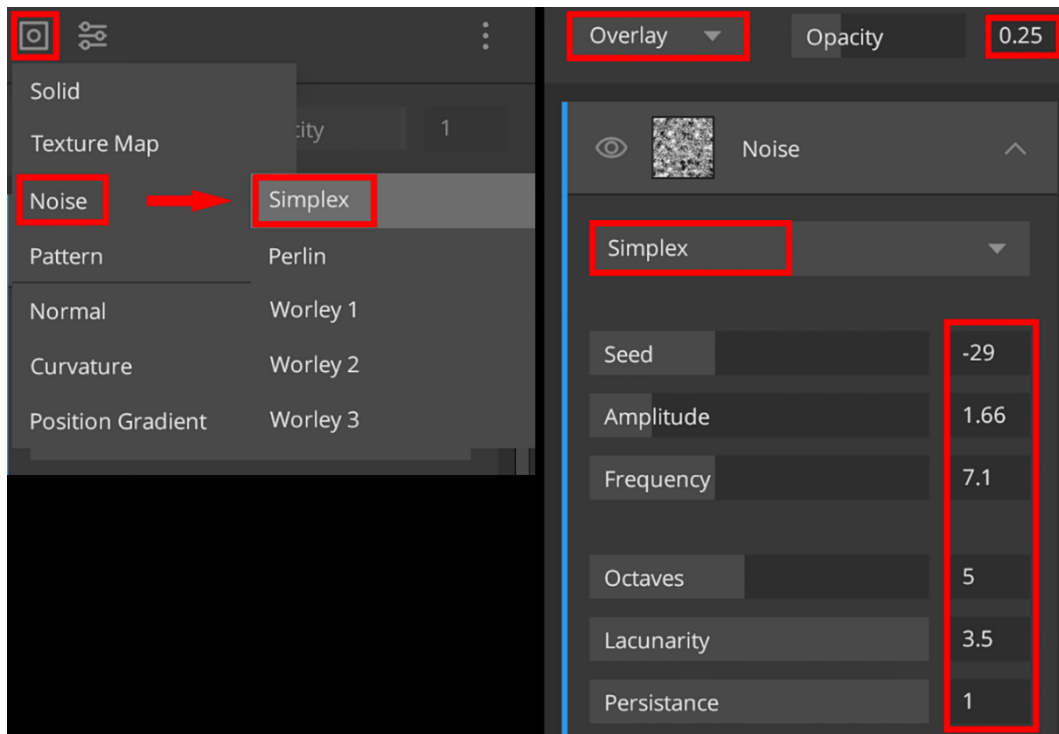 Solid
Texture Map
Noise
Pattern
Normal
Curvature
Position Gradient
city 1
Simplex
Perlin
Worley 1
Worley 2
Worley 3
Overlay Opacity 0.25
Noise
Simplex
Seed -29
Amplitude 1.66
Frequency 7.1
Octaves 5
Lacunarity 3.5
Persistance 1